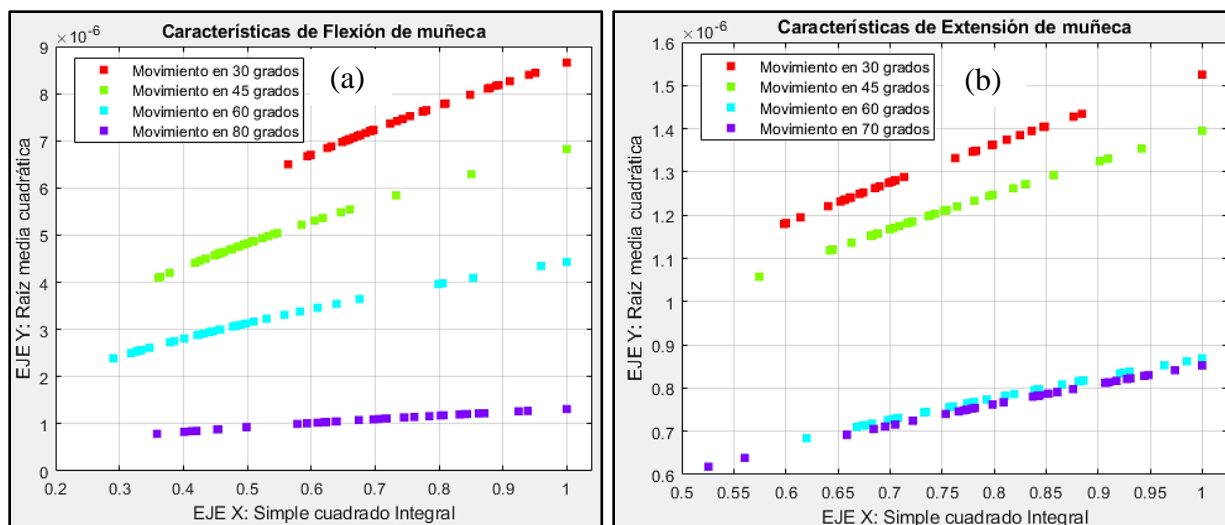 Características de Flexión de muñeca
×10⁻⁶
9
8
7
6
5
4
3
2
1
0
EJE Y: Raíz media cuadrática
Movimiento en 30 grados
Movimiento en 45 grados
Movimiento en 60 grados
Movimiento en 80 grados
(a)
0.2 0.3 0.4 0.5 0.6 0.7 0.8 0.9 1
EJE X: Simple cuadrado Integral
Características de Extensión de muñeca
×10⁻⁶
1.6
1.5
1.4
1.3
1.2
1.1
1
0.9
0.8
0.7
0.6
EJE Y: Raíz media cuadrática
Movimiento en 30 grados
Movimiento en 45 grados
Movimiento en 60 grados
Movimiento en 70 grados
(b)
0.5 0.55 0.6 0.65 0.7 0.75 0.8 0.85 0.9 0.95 1
EJE X: Simple cuadrado Integral